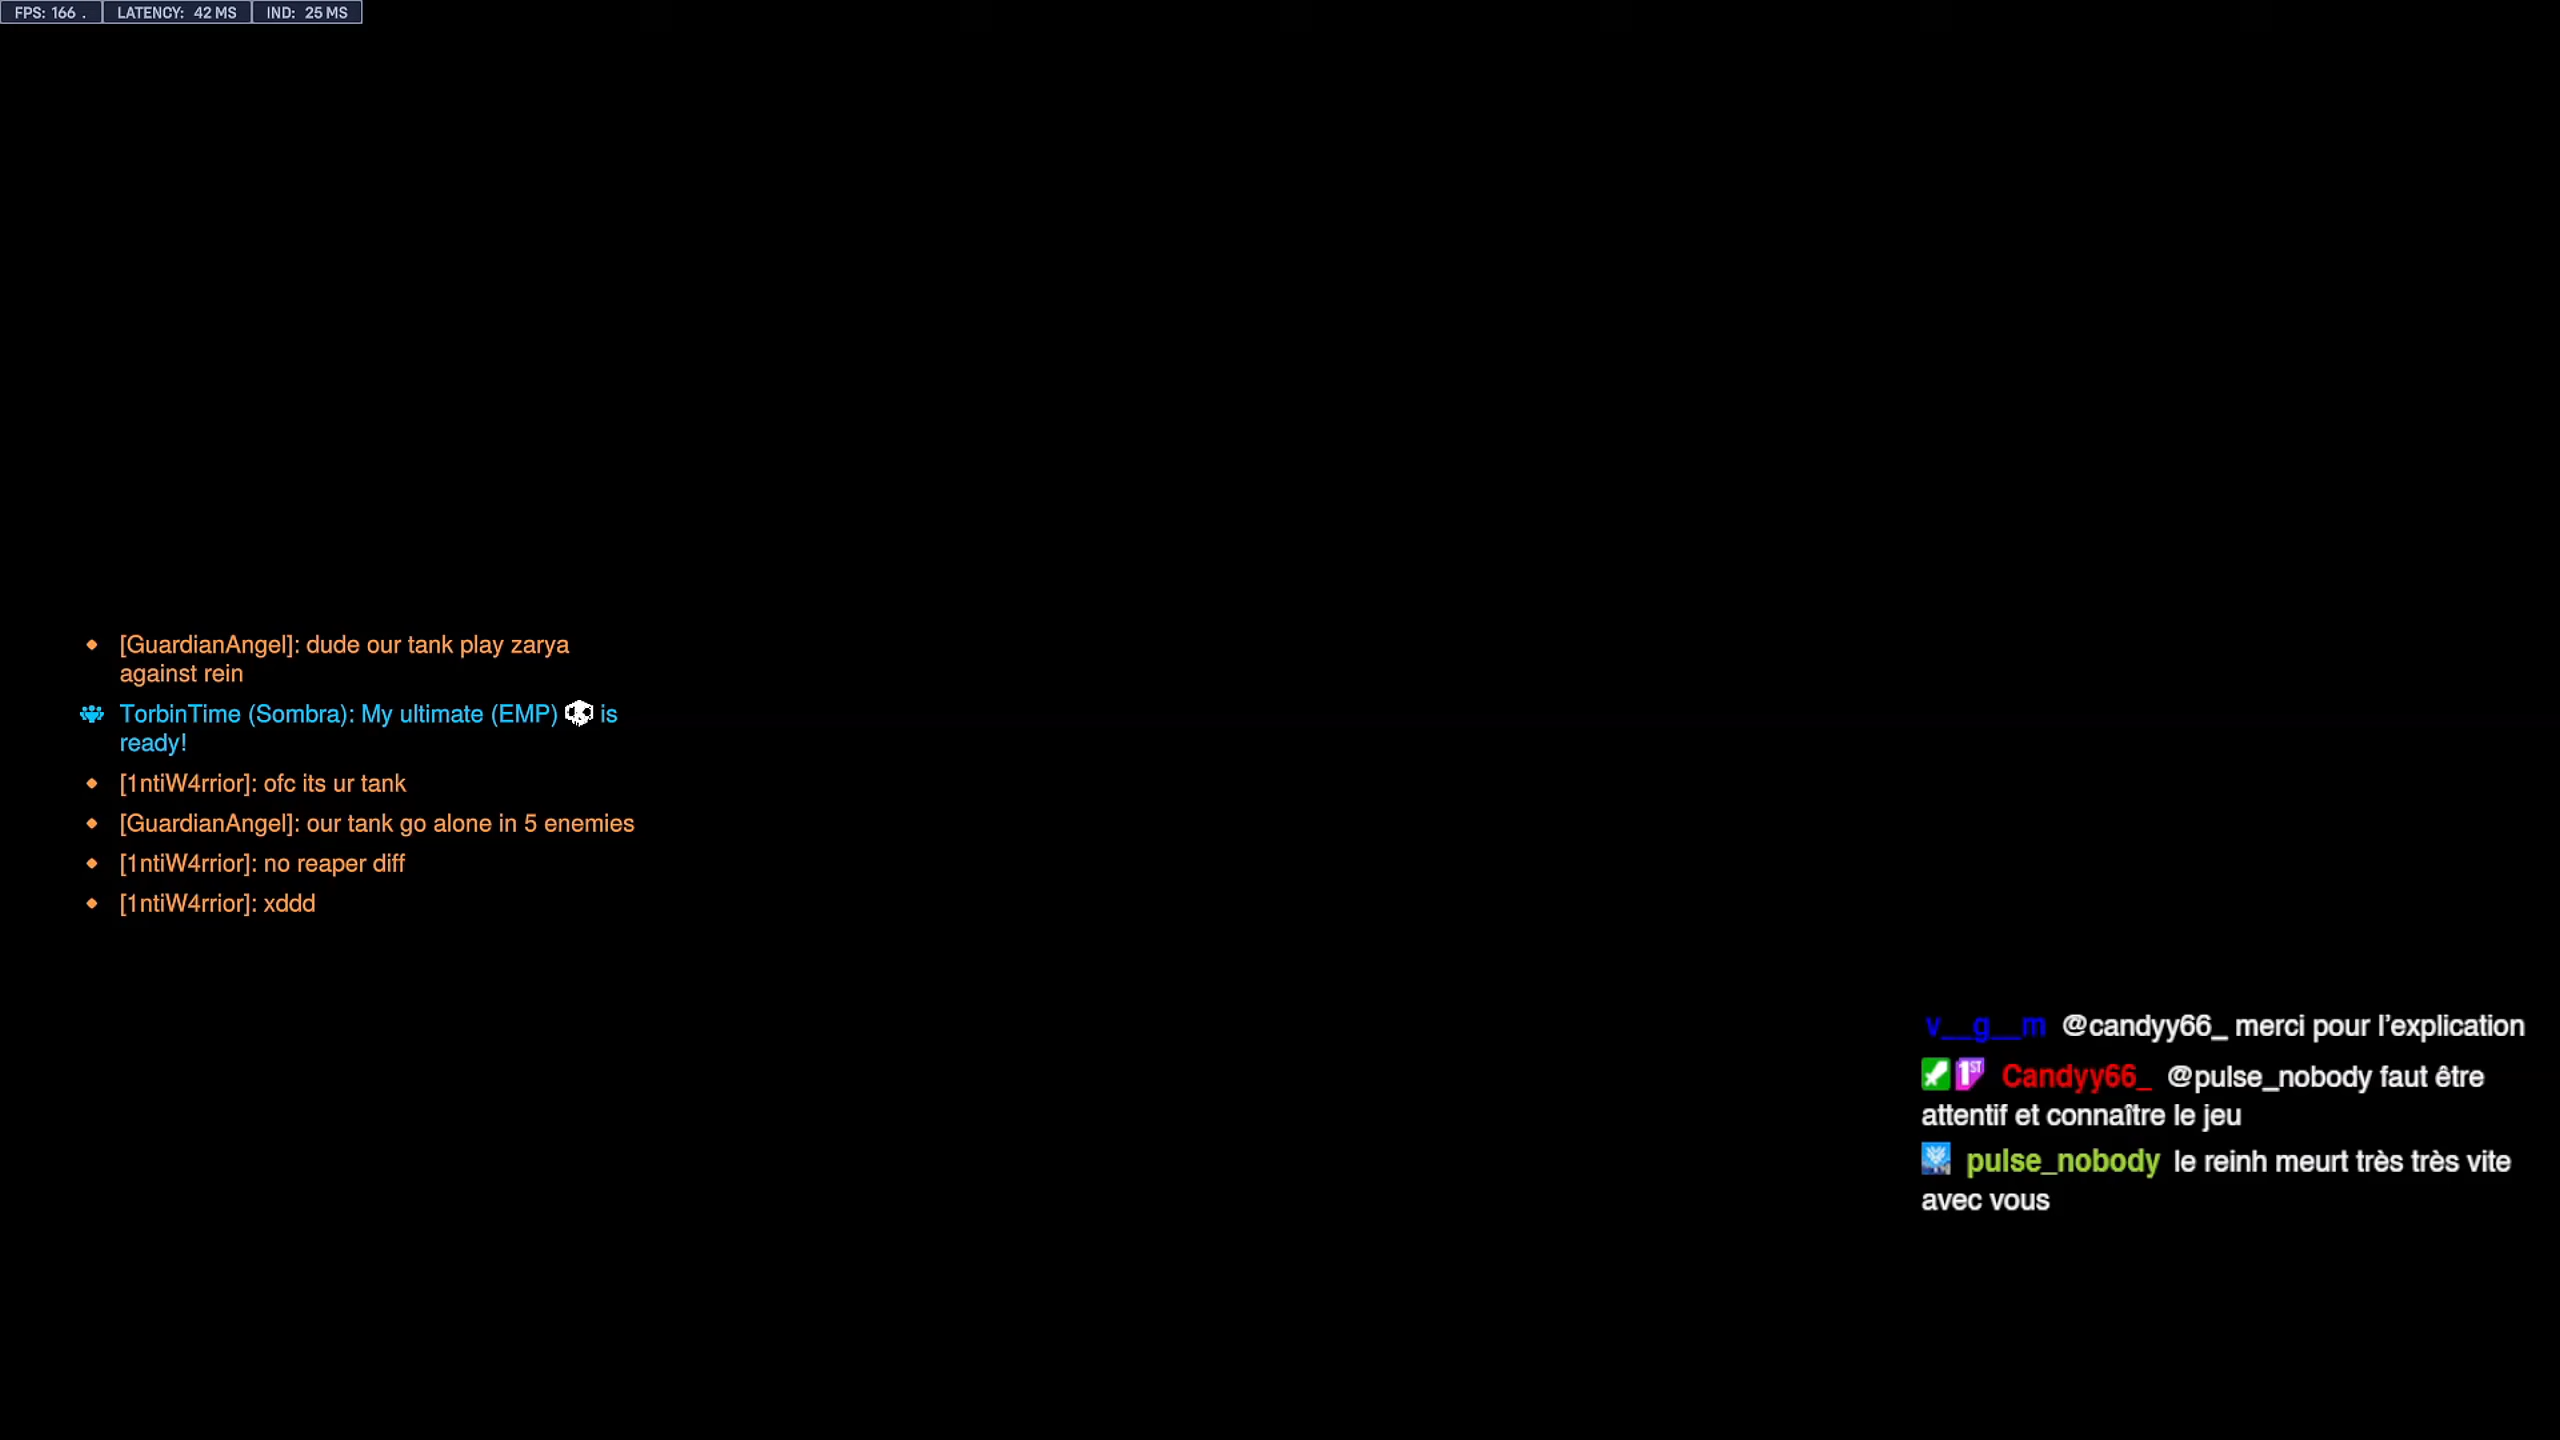 FPS: 166 .
LATENCY: 42 MS
IND: 25 MS
[GuardianAngel]: dude our tank play zarya
against rein
TorbinTime (Sombra): My ultimate (EMP) is
ready!
[1ntiW4rrior]: ofc its ur tank
[GuardianAngel]: our tank go alone in 5 enemies
[1ntiW4rrior]: no reaper diff
[1ntiW4rrior]: xddd
v__g__m @candyy66_ merci pour l'explication
1ST Candyy66_ @pulse_nobody faut être
attentif et connaître le jeu
pulse_nobody le reinh meurt très très vite
avec vous